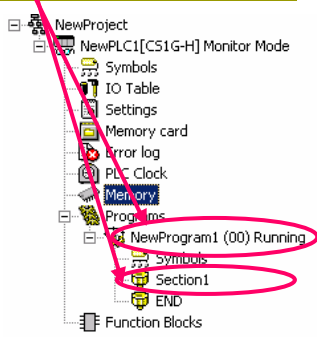 NewProject
NewPLC1[CS1G-H] Monitor Mode
Symbols
IO Table
Settings
Memory card
Error log
PLC Clock
Memory
Programs
NewProgram1 (00) Running
Symbols
Section1
END
Function Blocks